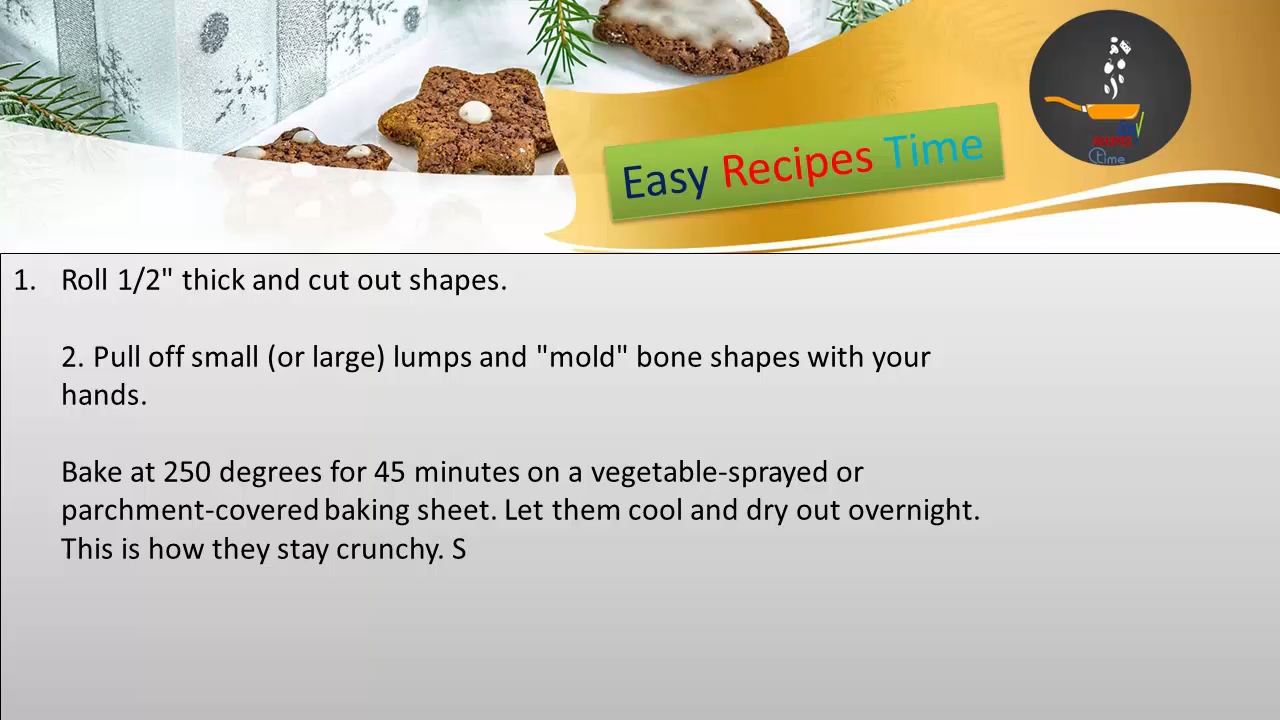 Easy Recipes Time
time
1. Roll 1/2" thick and cut out shapes.
2. Pull off small (or large) lumps and "mold" bone shapes with your
hands.
Bake at 250 degrees for 45 minutes on a vegetable-sprayed or
parchment-covered baking sheet. Let them cool and dry out overnight.
This is how they stay crunchy. S